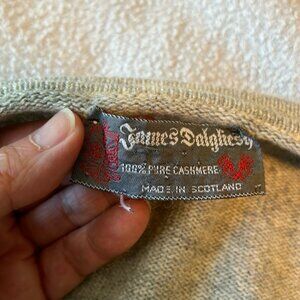 James Dalgliesh
100% PURE CASHMERE
MADE IN SCOTLAND